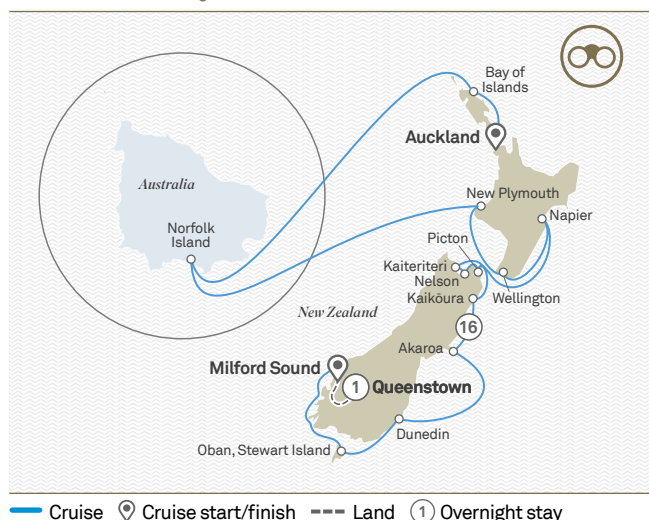 Bay of
Islands
Auckland
Australia
New Plymouth
Napier
Norfolk
Island
Picton
Kaiteriteri
Nelson
Wellington
Kaikōura
New Zealand
16
Akaroa
Milford Sound
1
Queenstown
Dunedin
Oban, Stewart Island
Cruise
Cruise start/finish
Land
1
Overnight stay